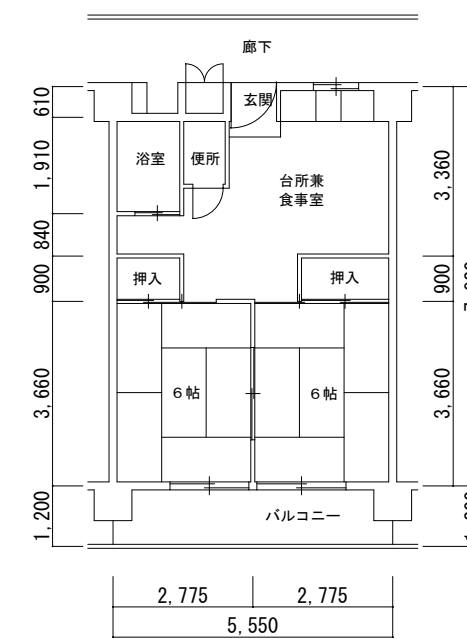 廊下
玄関
浴室
便所
台所兼
食事室
押入
押入
6帖
6帖
バルコニー
610
1,910
840
900
3,660
1,200
3,360
900
3,660
2,775
2,775
5,550